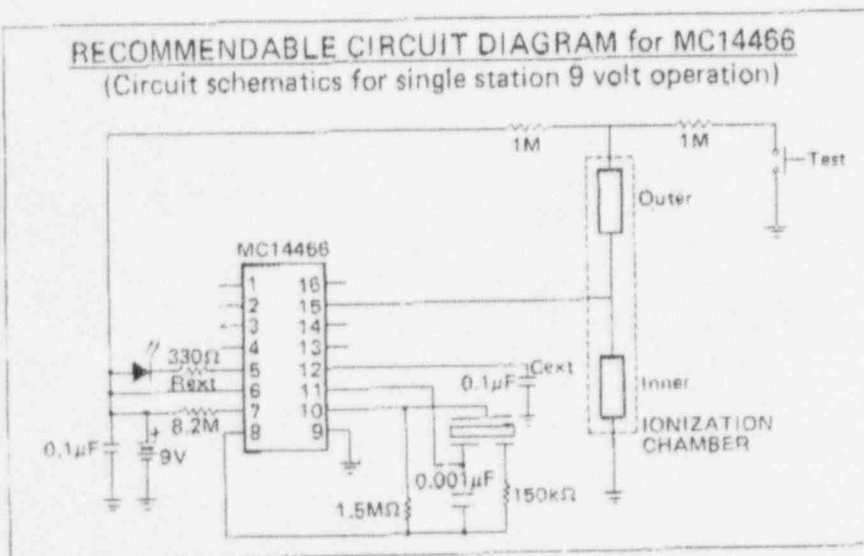 RECOMMENDABLE CIRCUIT DIAGRAM for MC14466
(Circuit schematics for single station 9 volt operation)
1M
1M
Test
Outer
MC14466
1 16
2 15
3 14
4 13
330Ω 5 12 Cext
Rext 6 11 0.1μF
7 10
8.2M 8 9
Inner
IONIZATION
CHAMBER
0.1μF
+
9V
0.001μF
150kΩ
1.5MΩ